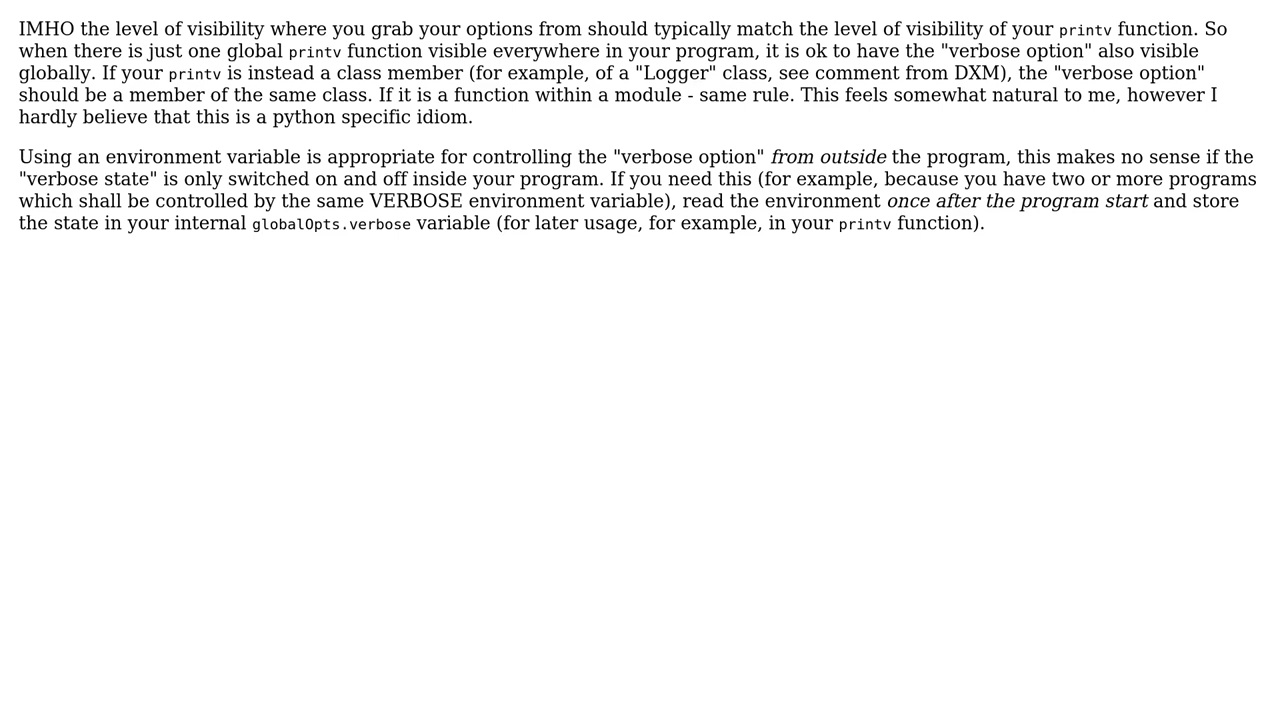 IMHO the level of visibility where you grab your options from should typically match the level of visibility of your printv function. So
when there is just one global printv function visible everywhere in your program, it is ok to have the "verbose option" also visible
globally. If your printv is instead a class member (for example, of a "Logger" class, see comment from DXM), the "verbose option"
should be a member of the same class. If it is a function within a module - same rule. This feels somewhat natural to me, however I
hardly believe that this is a python specific idiom.
Using an environment variable is appropriate for controlling the "verbose option" from outside the program, this makes no sense if the
"verbose state" is only switched on and off inside your program. If you need this (for example, because you have two or more programs
which shall be controlled by the same VERBOSE environment variable), read the environment once after the program start and store
the state in your internal globalOpts.verbose variable (for later usage, for example, in your printv function).